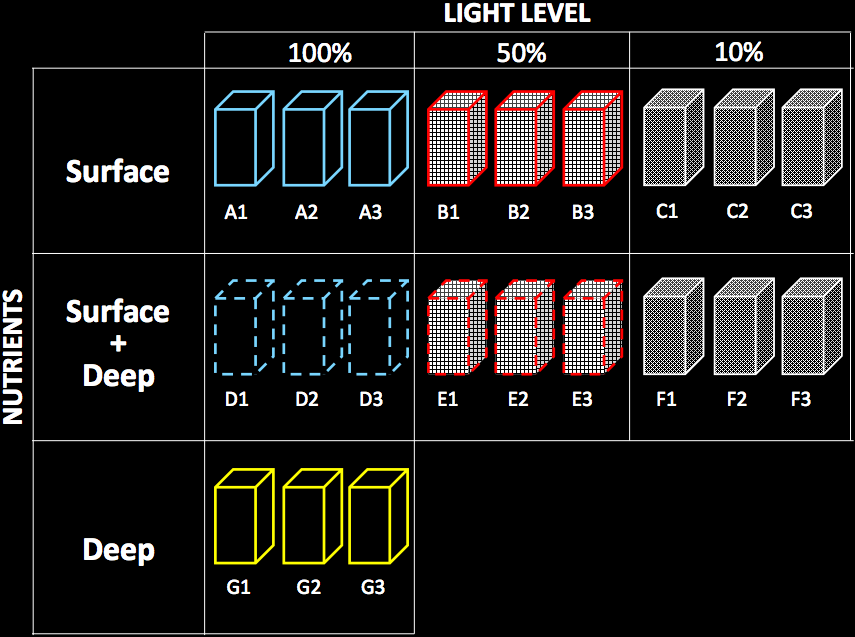 LIGHT LEVEL
100% 50% 10%
Surface
A1 A2 A3 B1 B2 B3 C1 C2 C3
NUTRIENTS
Surface
+
Deep
D1 D2 D3 E1 E2 E3 F1 F2 F3
Deep
G1 G2 G3